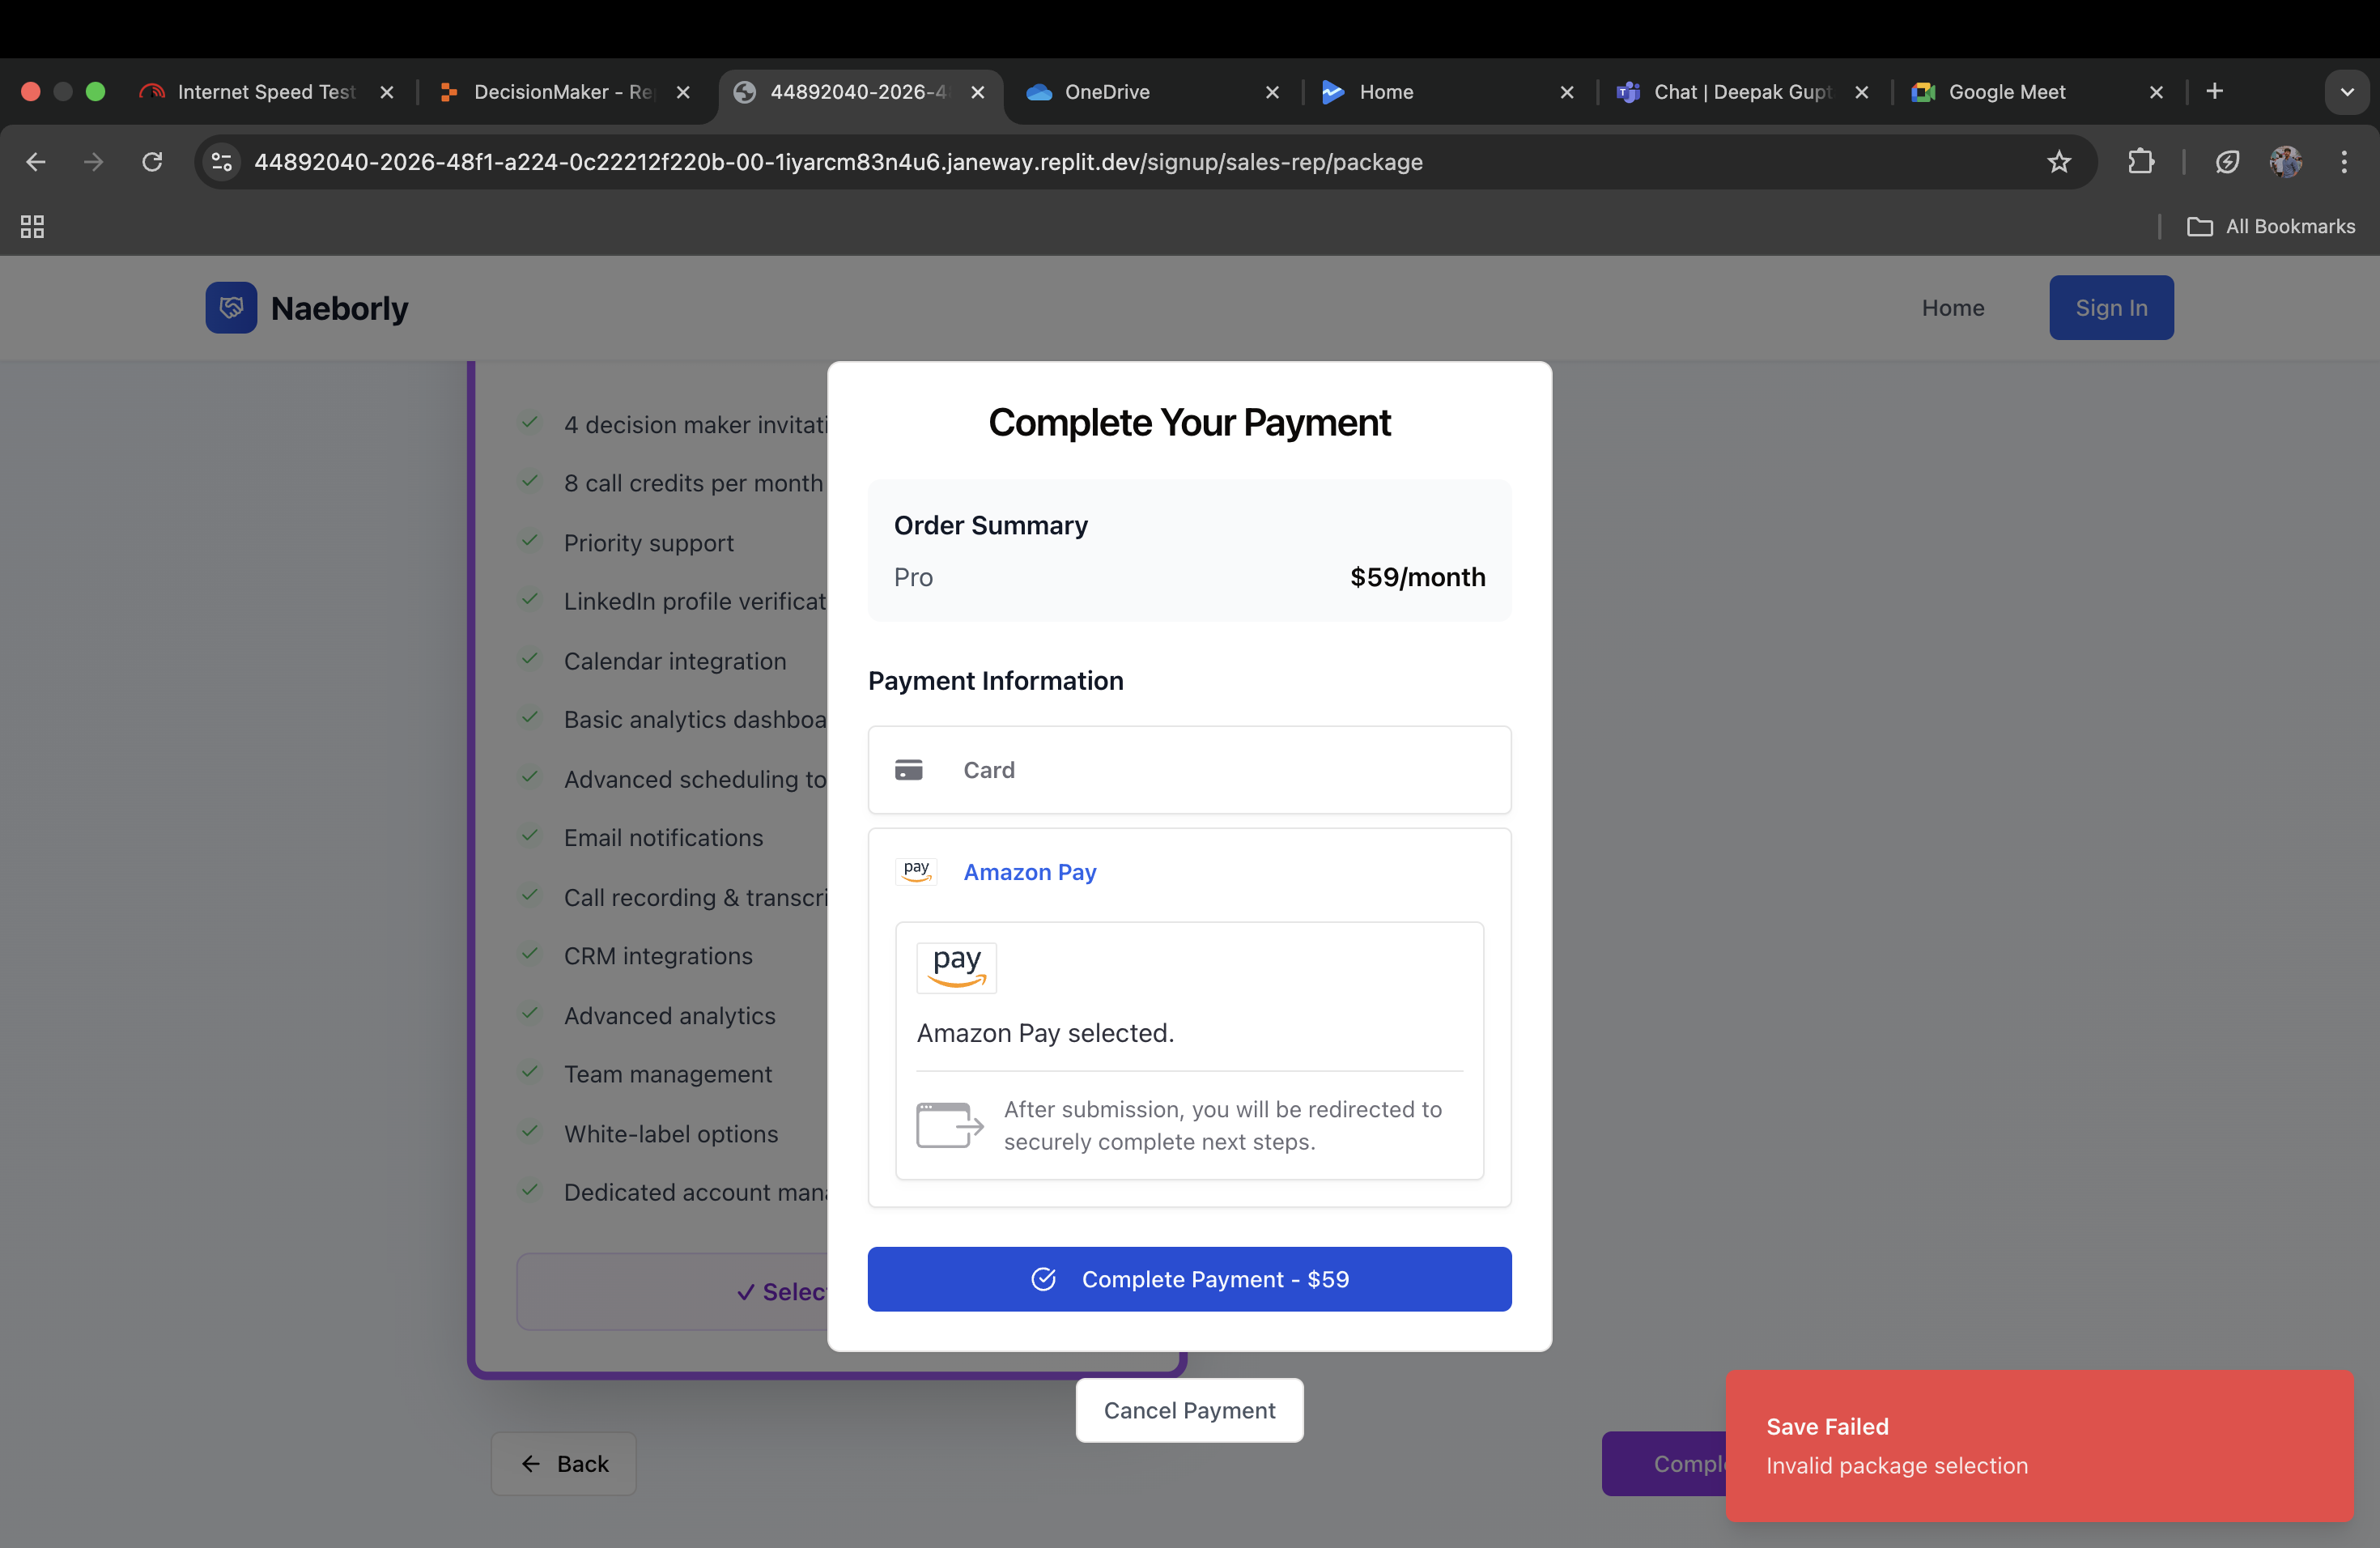 Internet Speed Test
DecisionMaker - Re
44892040-2026-4
OneDrive
Home
Chat | Deepak Gupt
Google Meet
44892040-2026-48f1-a224-0c22212f220b-00-1iyarcm83n4u6.janeway.replit.dev/signup/sales-rep/package
All Bookmarks
Naeborly
Home
Sign In
4 decision maker invitati
8 call credits per month
Priority support
LinkedIn profile verificat
Calendar integration
Basic analytics dashboa
Advanced scheduling to
Email notifications
Call recording & transcri
CRM integrations
Advanced analytics
Team management
White-label options
Dedicated account mana
✓ Selec
Back
Complete Your Payment
Order Summary
Pro $59/month
Payment Information
Card
pay Amazon Pay
pay
Amazon Pay selected.
After submission, you will be redirected to
securely complete next steps.
Complete Payment - $59
Cancel Payment
Compl
Save Failed
Invalid package selection